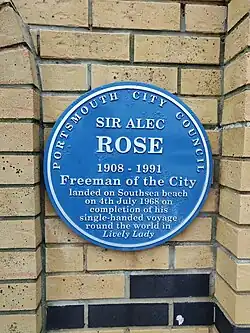 PORTSMOUTH CITY COUNCIL
SIR ALEC
ROSE
1908 - 1991
Freeman of the City
landed on Southsea beach
on 4th July 1968 on
completion of his
single-handed voyage
round the world in
Lively Lady